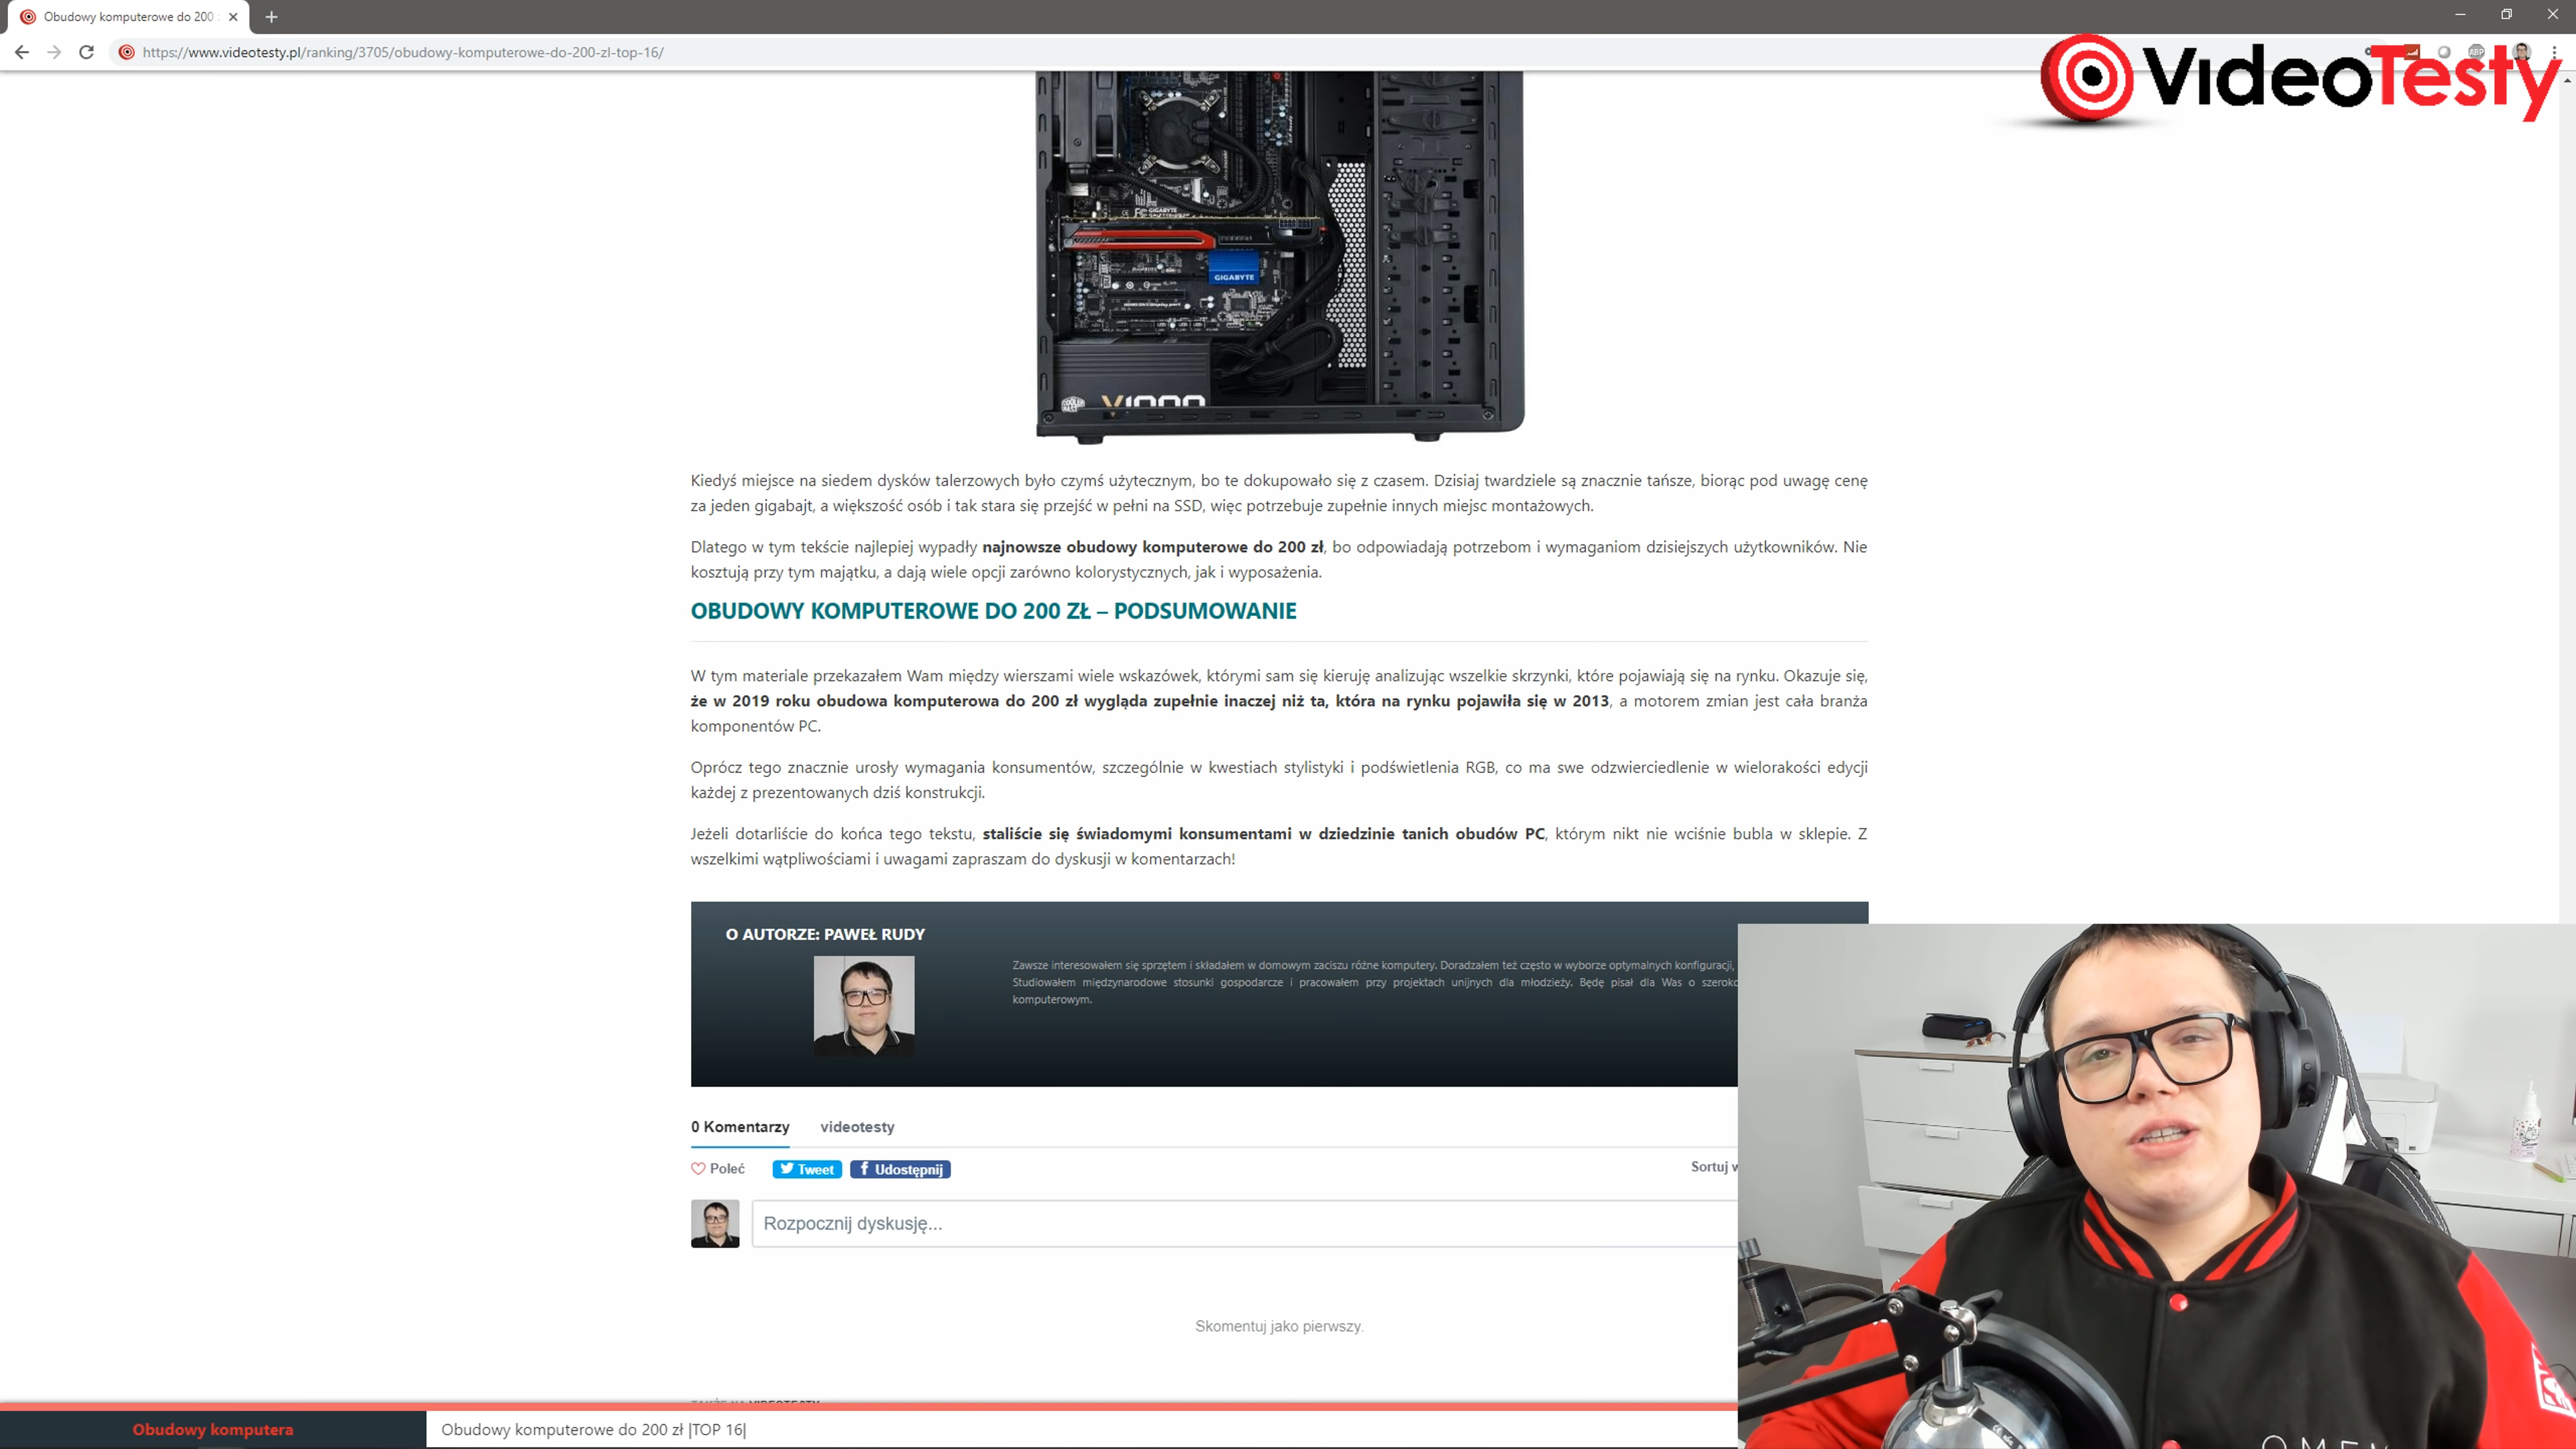 Obudowy komputerowe do 200
https://www.videotesty.pl/ranking/3705/obudowy-komputerowe-do-200-zl-top-16/
ABP
VideoTesty
GIGABYTE
GIGABYTE
COOLER
V1000
Kiedyś miejsce na siedem dysków talerzowych było czymś użytecznym, bo te dokupowało się z czasem. Dzisiaj twardziele są znacznie tańsze, biorąc pod uwagę cenę
za jeden gigabajt, a większość osób i tak stara się przejść w pełni na SSD, więc potrzebuje zupełnie innych miejsc montażowych.
Dlatego w tym tekście najlepiej wypadły najnowsze obudowy komputerowe do 200 zł, bo odpowiadają potrzebom i wymaganiom dzisiejszych użytkowników. Nie
kosztują przy tym majątku, a dają wiele opcji zarówno kolorystycznych, jak i wyposażenia.
OBUDOWY KOMPUTEROWE DO 200 ZŁ – PODSUMOWANIE
W tym materiale przekazałem Wam między wierszami wiele wskazówek, którymi sam się kieruję analizując wszelkie skrzynki, które pojawiają się na rynku. Okazuje się,
że w 2019 roku obudowa komputerowa do 200 zł wygląda zupełnie inaczej niż ta, która na rynku pojawiła się w 2013, a motorem zmian jest cała branża
komponentów PC.
Oprócz tego znacznie urosły wymagania konsumentów, szczególnie w kwestiach stylistyki i podświetlenia RGB, co ma swe odzwierciedlenie w wielorakości edycji
każdej z prezentowanych dziś konstrukcji.
Jeżeli dotarliście do końca tego tekstu, staliście się świadomymi konsumentami w dziedzinie tanich obudów PC, którym nikt nie wciśnie bubla w sklepie. Z
wszelkimi wątpliwościami i uwagami zapraszam do dyskusji w komentarzach!
O AUTORZE: PAWEŁ RUDY
Zawsze interesowałem się sprzętem i składałem w domowym zaciszu różne komputery. Doradzałem też często w wyborze optymalnych konfiguracji,
Studiowałem międzynarodowe stosunki gospodarcze i pracowałem przy projektach unijnych dla młodzieży. Będę pisał dla Was o szeroko
komputerowym.
0 Komentarzy videotesty
Poleć Tweet Udostępnij Sortuj w
Rozpocznij dyskusję...
Skomentuj jako pierwszy.
TAKŻE NA VIDEOTESTY
Obudowy komputera
Obudowy komputerowe do 200 zł |TOP 16|
OMEN